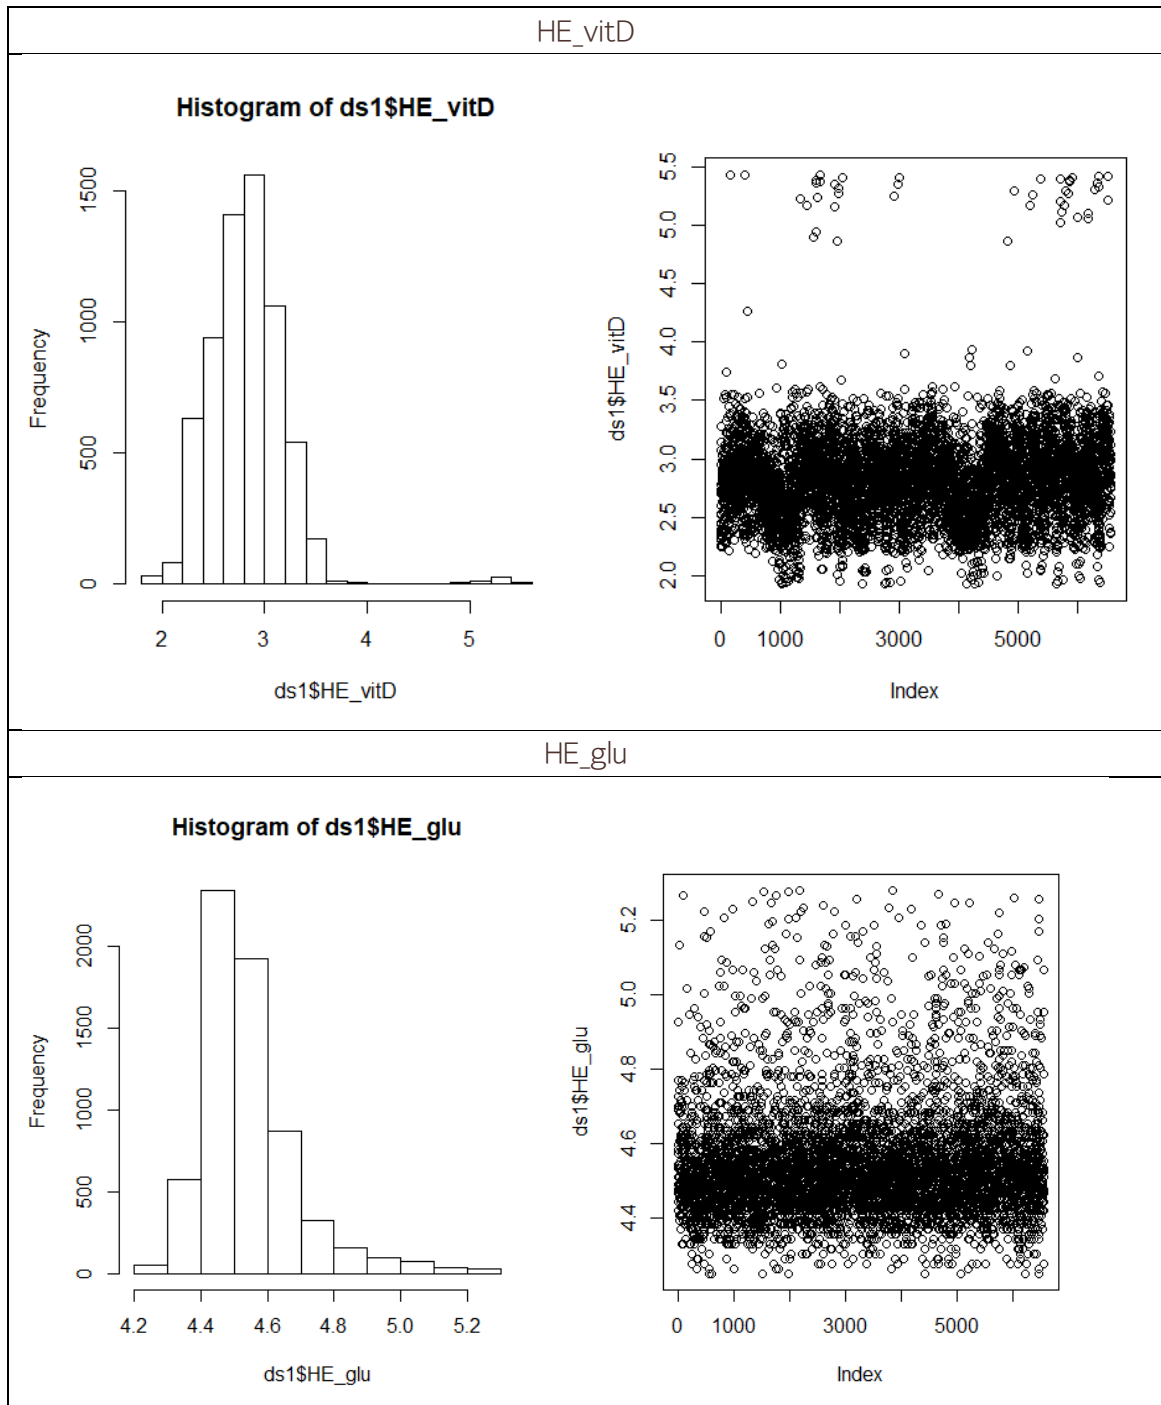 HE_vitD
Histogram of ds1$HE_vitD
Frequency
0 500 1000 1500
2 3 4 5
ds1$HE_vitD
ds1$HE_vitD
2.0 2.5 3.0 3.5 4.0 4.5 5.0 5.5
0 1000 3000 5000
Index
HE_glu
Histogram of ds1$HE_glu
Frequency
0 500 1000 1500 2000
4.2 4.4 4.6 4.8 5.0 5.2
ds1$HE_glu
ds1$HE_glu
4.4 4.6 4.8 5.0 5.2
0 1000 3000 5000
Index